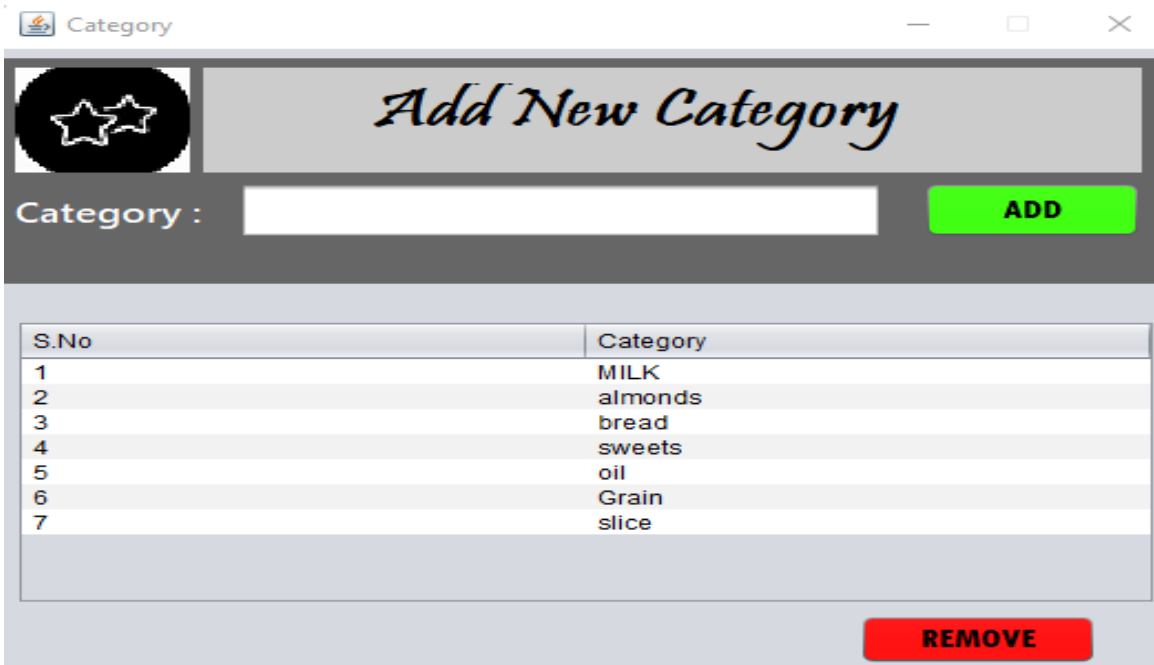 Category
Add New Category
Category : ADD
S.No Category
1 MILK
2 almonds
3 bread
4 sweets
5 oil
6 Grain
7 slice
REMOVE